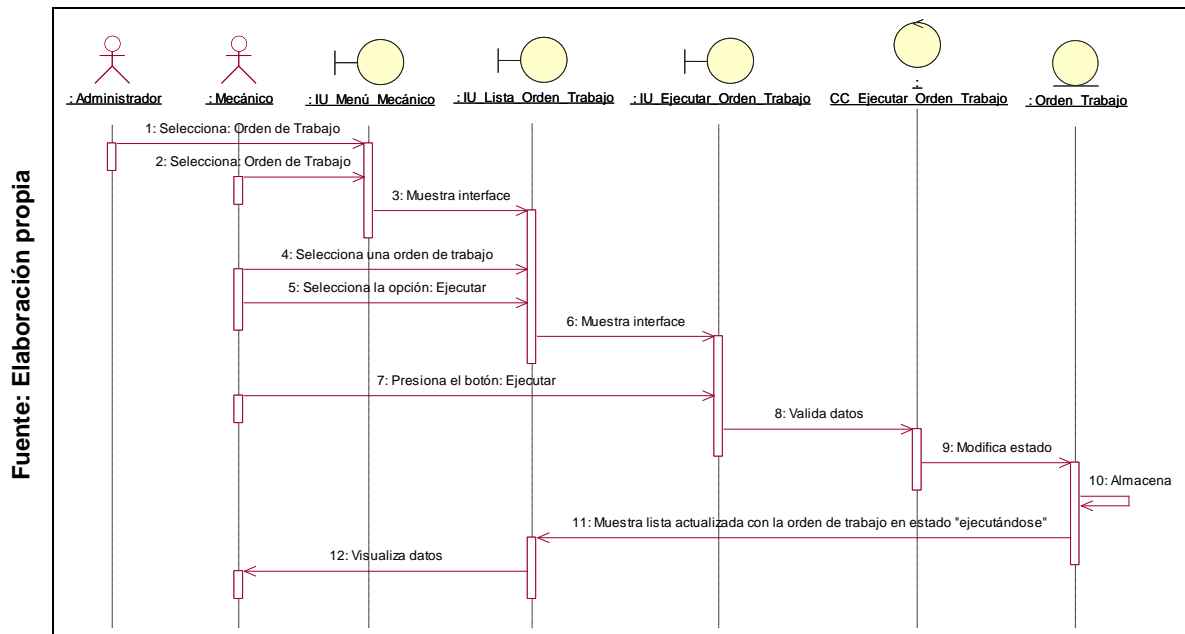 Fuente: Elaboración propia
: Administrador
: Mecánico
: IU_Menú_Mecánico
: IU_Lista_Orden_Trabajo
: IU_Ejecutar_Orden_Trabajo
:
CC_Ejecutar_Orden_Trabajo
: Orden_Trabajo
1: Selecciona: Orden de Trabajo
2: Selecciona: Orden de Trabajo
3: Muestra interface
4: Selecciona una orden de trabajo
5: Selecciona la opción: Ejecutar
6: Muestra interface
7: Presiona el botón: Ejecutar
8: Valida datos
9: Modifica estado
10: Almacena
11: Muestra lista actualizada con la orden de trabajo en estado "ejecutándose"
12: Visualiza datos